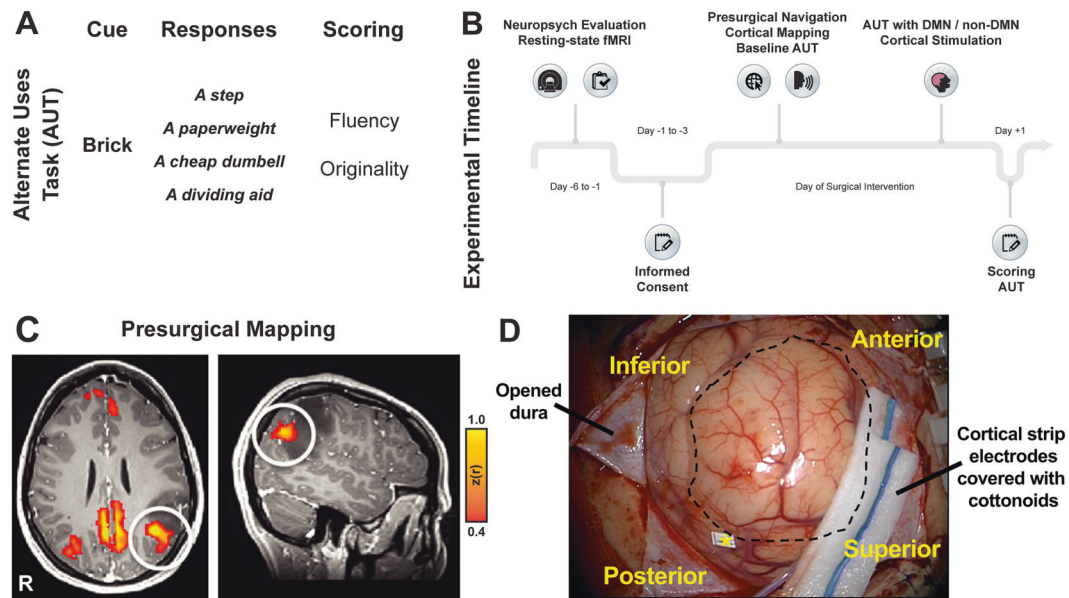 A
Cue
Responses
Scoring
Alternate Uses
Task (AUT)
Brick
A step
A paperweight
A cheap dumbell
A dividing aid
Fluency
Originality
B
Experimental Timeline
Neuropsych Evaluation
Resting-state fMRI
Presurgical Navigation
Cortical Mapping
Baseline AUT
AUT with DMN / non-DMN
Cortical Stimulation
Day -1 to -3
Day +1
Day -6 to -1
Day of Surgical Intervention
Informed
Consent
Scoring
AUT
C
Presurgical Mapping
R
1.0
z(r)
0.4
D
Inferior
Anterior
Opened
dura
Cortical strip
electrodes
covered with
cottonoids
Posterior
Superior
*